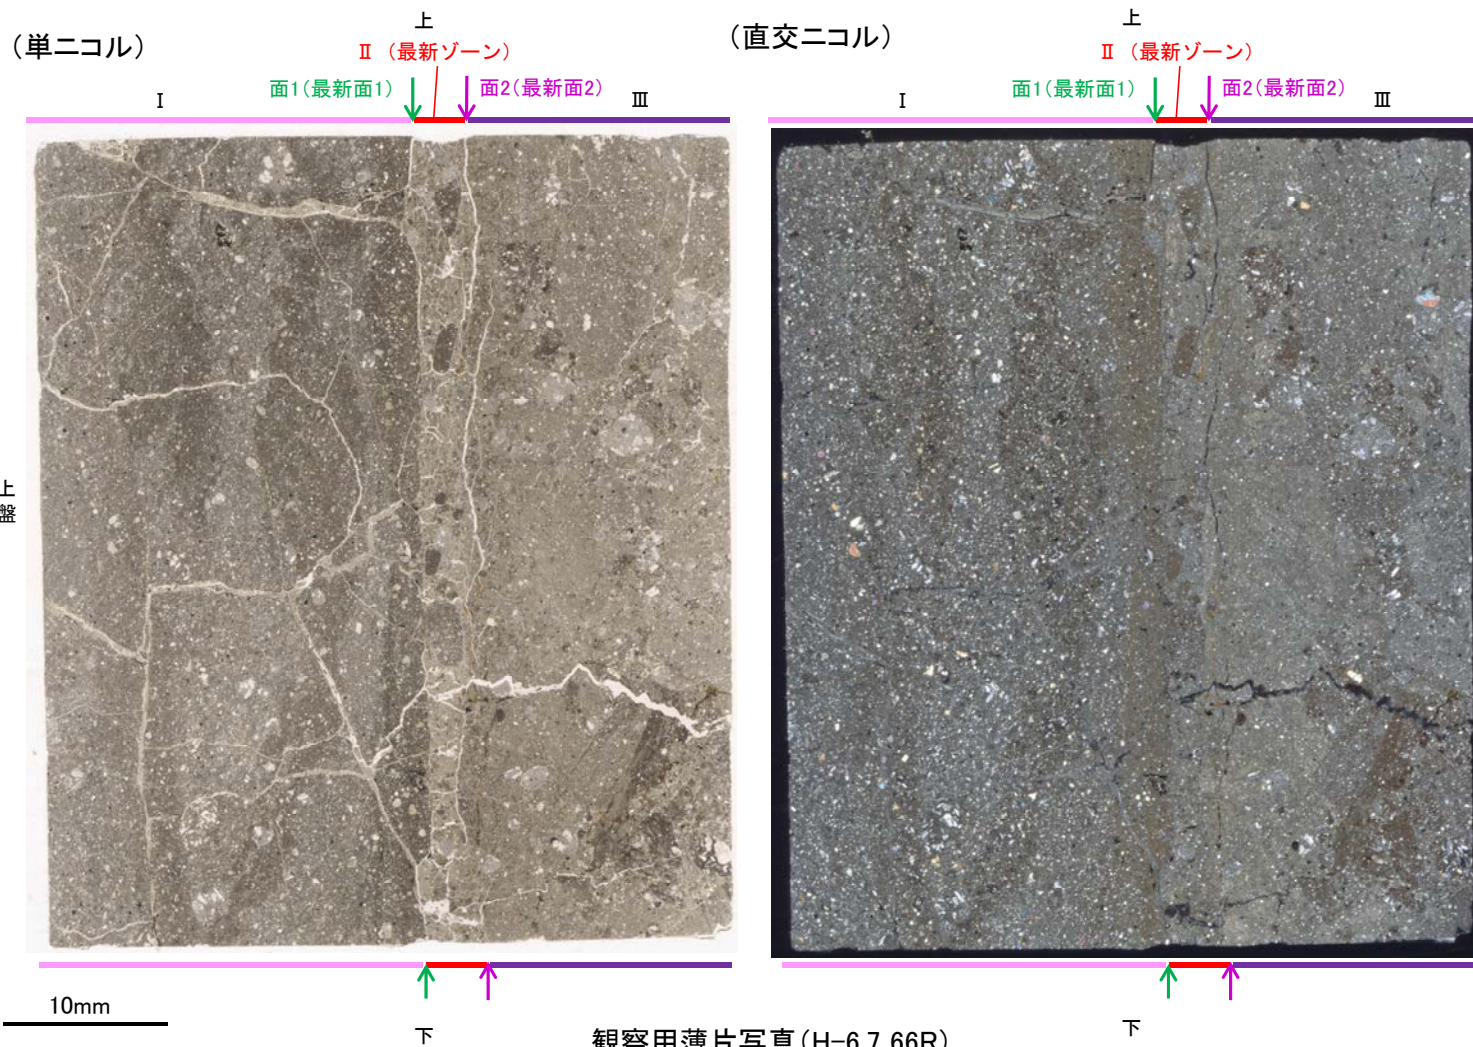 (単ニコル)
上
Ⅱ (最新ゾーン)
面1(最新面1)
面2(最新面2)
Ⅰ
Ⅲ
上
盤
10mm
下
(直交ニコル)
上
Ⅱ (最新ゾーン)
面1(最新面1)
面2(最新面2)
Ⅰ
Ⅲ
下
観察用薄片写真(H-6.7_66R)